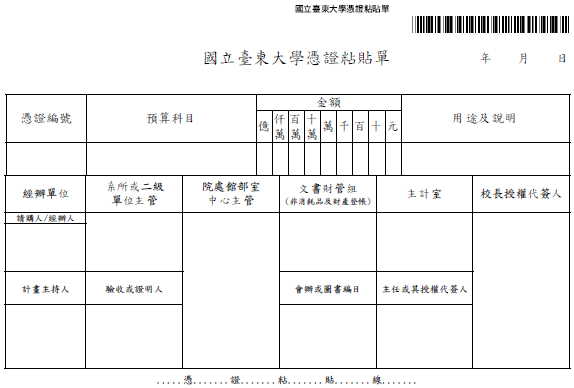 國立臺東大學憑證粘貼單
國立臺東大學憑證粘貼單
年 月 日
憑證編號 預算科目 金額 用途及說明
億 仟萬 百萬 十萬 萬 千 百 十 元
經辦單位 系所或二級單位主管 院處館部室中心主管 文書財管組(非消耗品及財產登帳) 主計室 校長授權代簽人
請購人/經辦人
計畫主持人 驗收或證明人 會辦或圖書編目 主任或其授權代簽人
.....憑.......證.......粘.......貼.......線.......